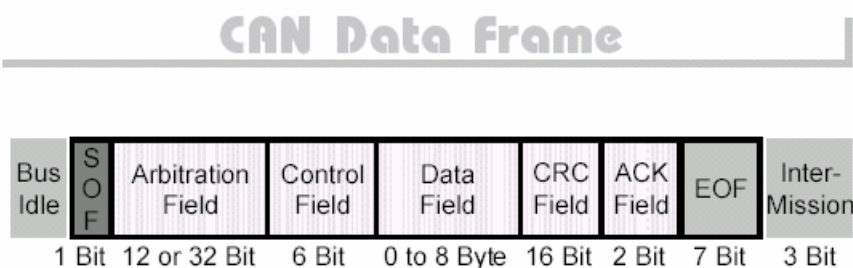 CAN Data Frame
Bus Idle
SOF
Arbitration Field
Control Field
Data Field
CRC Field
ACK Field
EOF
Inter-Mission
1 Bit 12 or 32 Bit 6 Bit 0 to 8 Byte 16 Bit 2 Bit 7 Bit 3 Bit